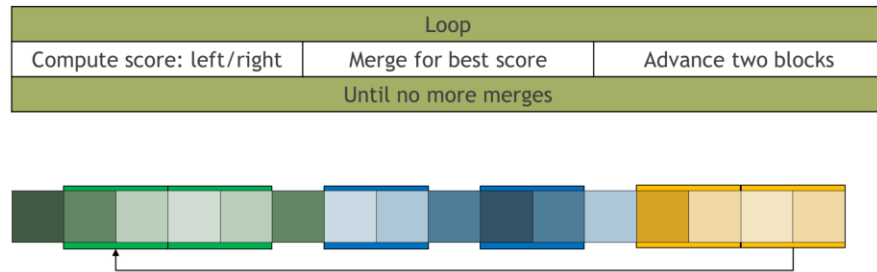 Loop
Compute score: left/right Merge for best score Advance two blocks
Until no more merges